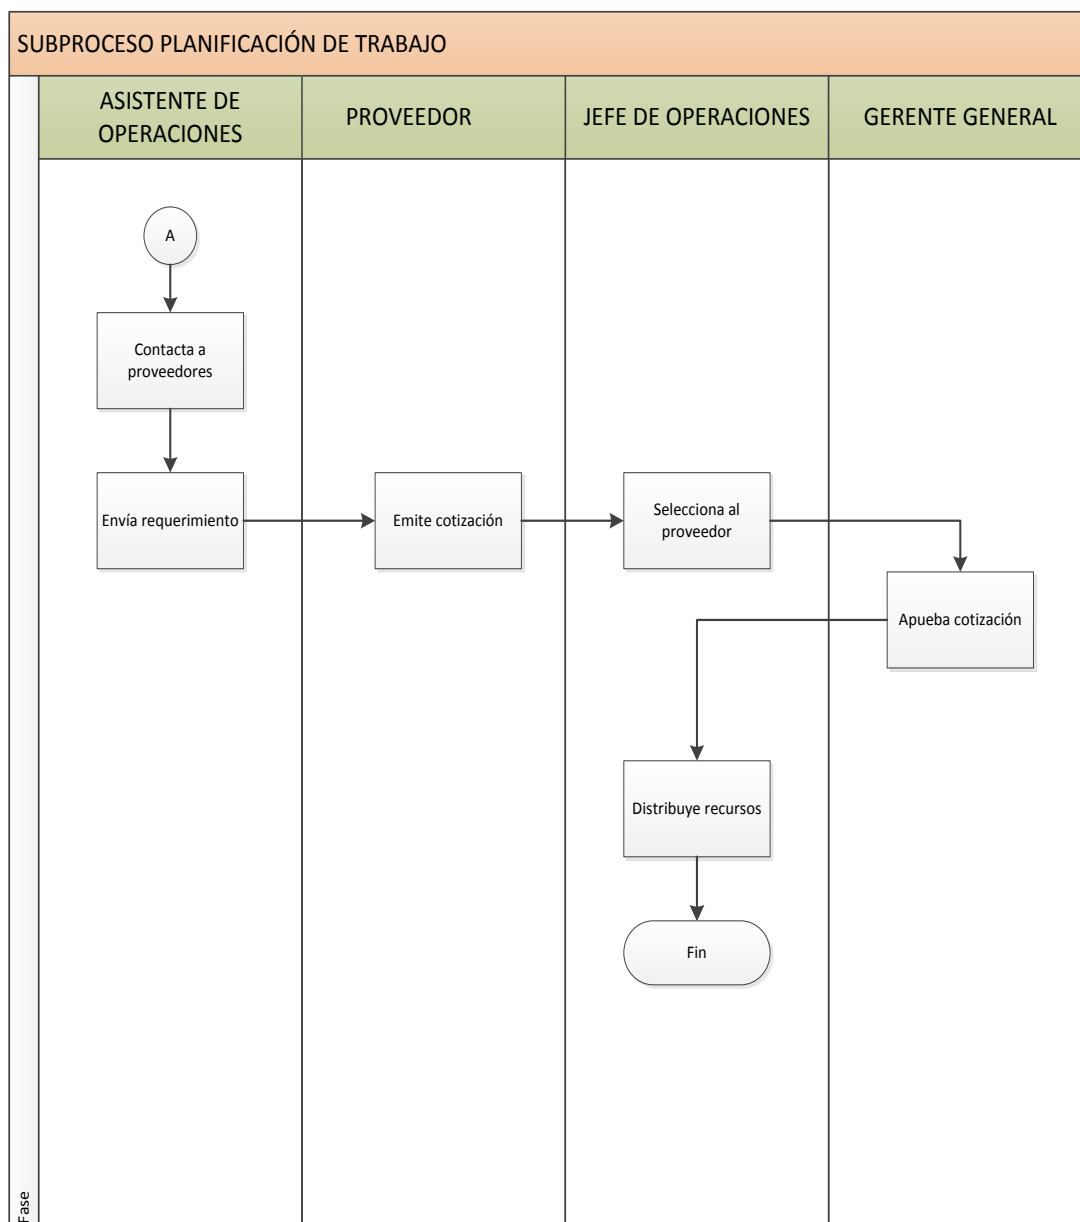 SUBPROCESO PLANIFICACIÓN DE TRABAJO
ASISTENTE DE
OPERACIONES
PROVEEDOR
JEFE DE OPERACIONES
GERENTE GENERAL
A
Contacta a
proveedores
Envía requerimiento
Emite cotización
Selecciona al
proveedor
Apueba cotización
Distribuye recursos
Fin
Fase